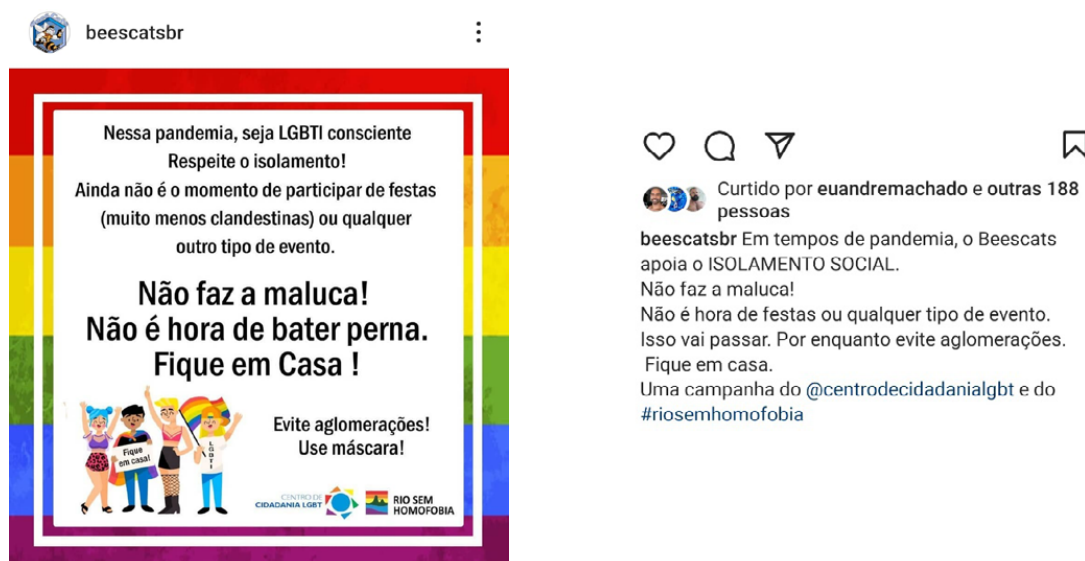 beescatsbr
Nessa pandemia, seja LGBTI consciente
Respeite o isolamento!
Ainda não é o momento de participar de festas
(muito menos clandestinas) ou qualquer
outro tipo de evento.
Não faz a maluca!
Não é hora de bater perna.
Fique em Casa !
Fique
em casa!
LGBTI
Evite aglomerações!
Use máscara!
CENTRO DE
CIDADANIA LGBT
RIO SEM
HOMOFOBIA
Curtido por euandremachado e outras 188
pessoas
beescatsbr Em tempos de pandemia, o Beescats
apoia o ISOLAMENTO SOCIAL.
Não faz a maluca!
Não é hora de festas ou qualquer tipo de evento.
Isso vai passar. Por enquanto evite aglomerações.
Fique em casa.
Uma campanha do @centrodecidadanialgbt e do
#riosemhomofobia